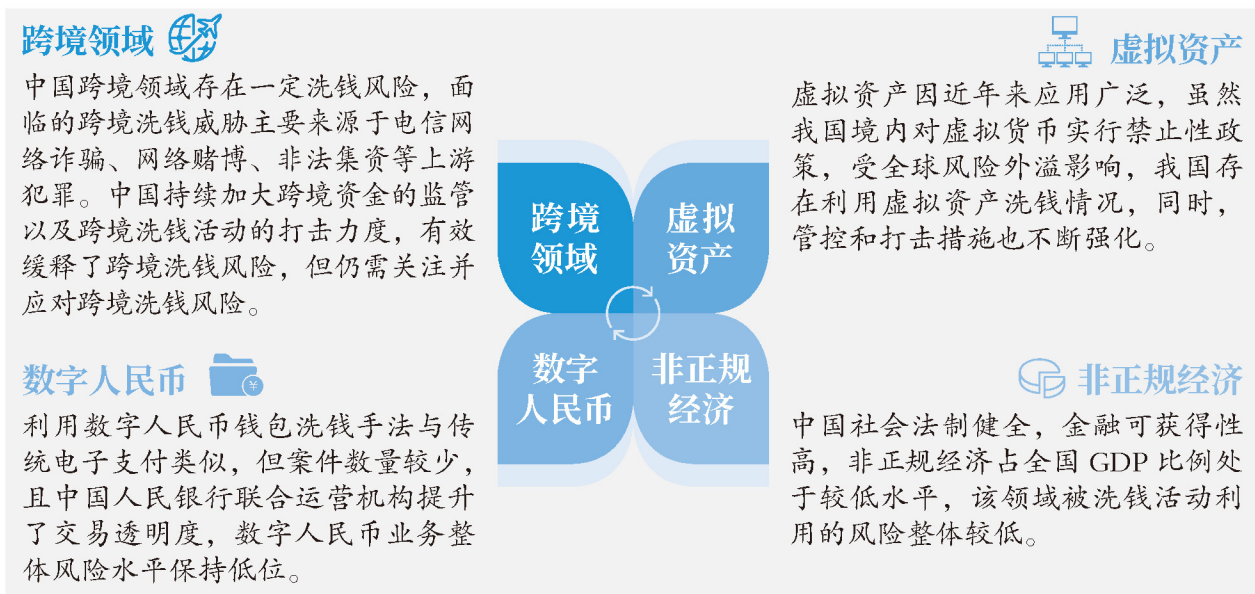 跨境领域
中国跨境领域存在一定洗钱风险，面
临的跨境洗钱威胁主要来源于电信网
络诈骗、网络赌博、非法集资等上游
犯罪。中国持续加大跨境资金的监管
以及跨境洗钱活动的打击力度，有效
缓释了跨境洗钱风险，但仍需关注并
应对跨境洗钱风险。
虚拟资产
虚拟资产因近年来应用广泛，虽然
我国境内对虚拟货币实行禁止性政
策，受全球风险外溢影响，我国存
在利用虚拟资产洗钱情况，同时，
管控和打击措施也不断强化。
跨境
领域
虚拟
资产
数字
人民币
非正规
经济
数字人民币
¥
利用数字人民币钱包洗钱手法与传
统电子支付类似，但案件数量较少，
且中国人民银行联合运营机构提升
了交易透明度，数字人民币业务整
体风险水平保持低位。
非正规经济
中国社会法制健全，金融可获得性
高，非正规经济占全国 GDP 比例处
于较低水平，该领域被洗钱活动利
用的风险整体较低。